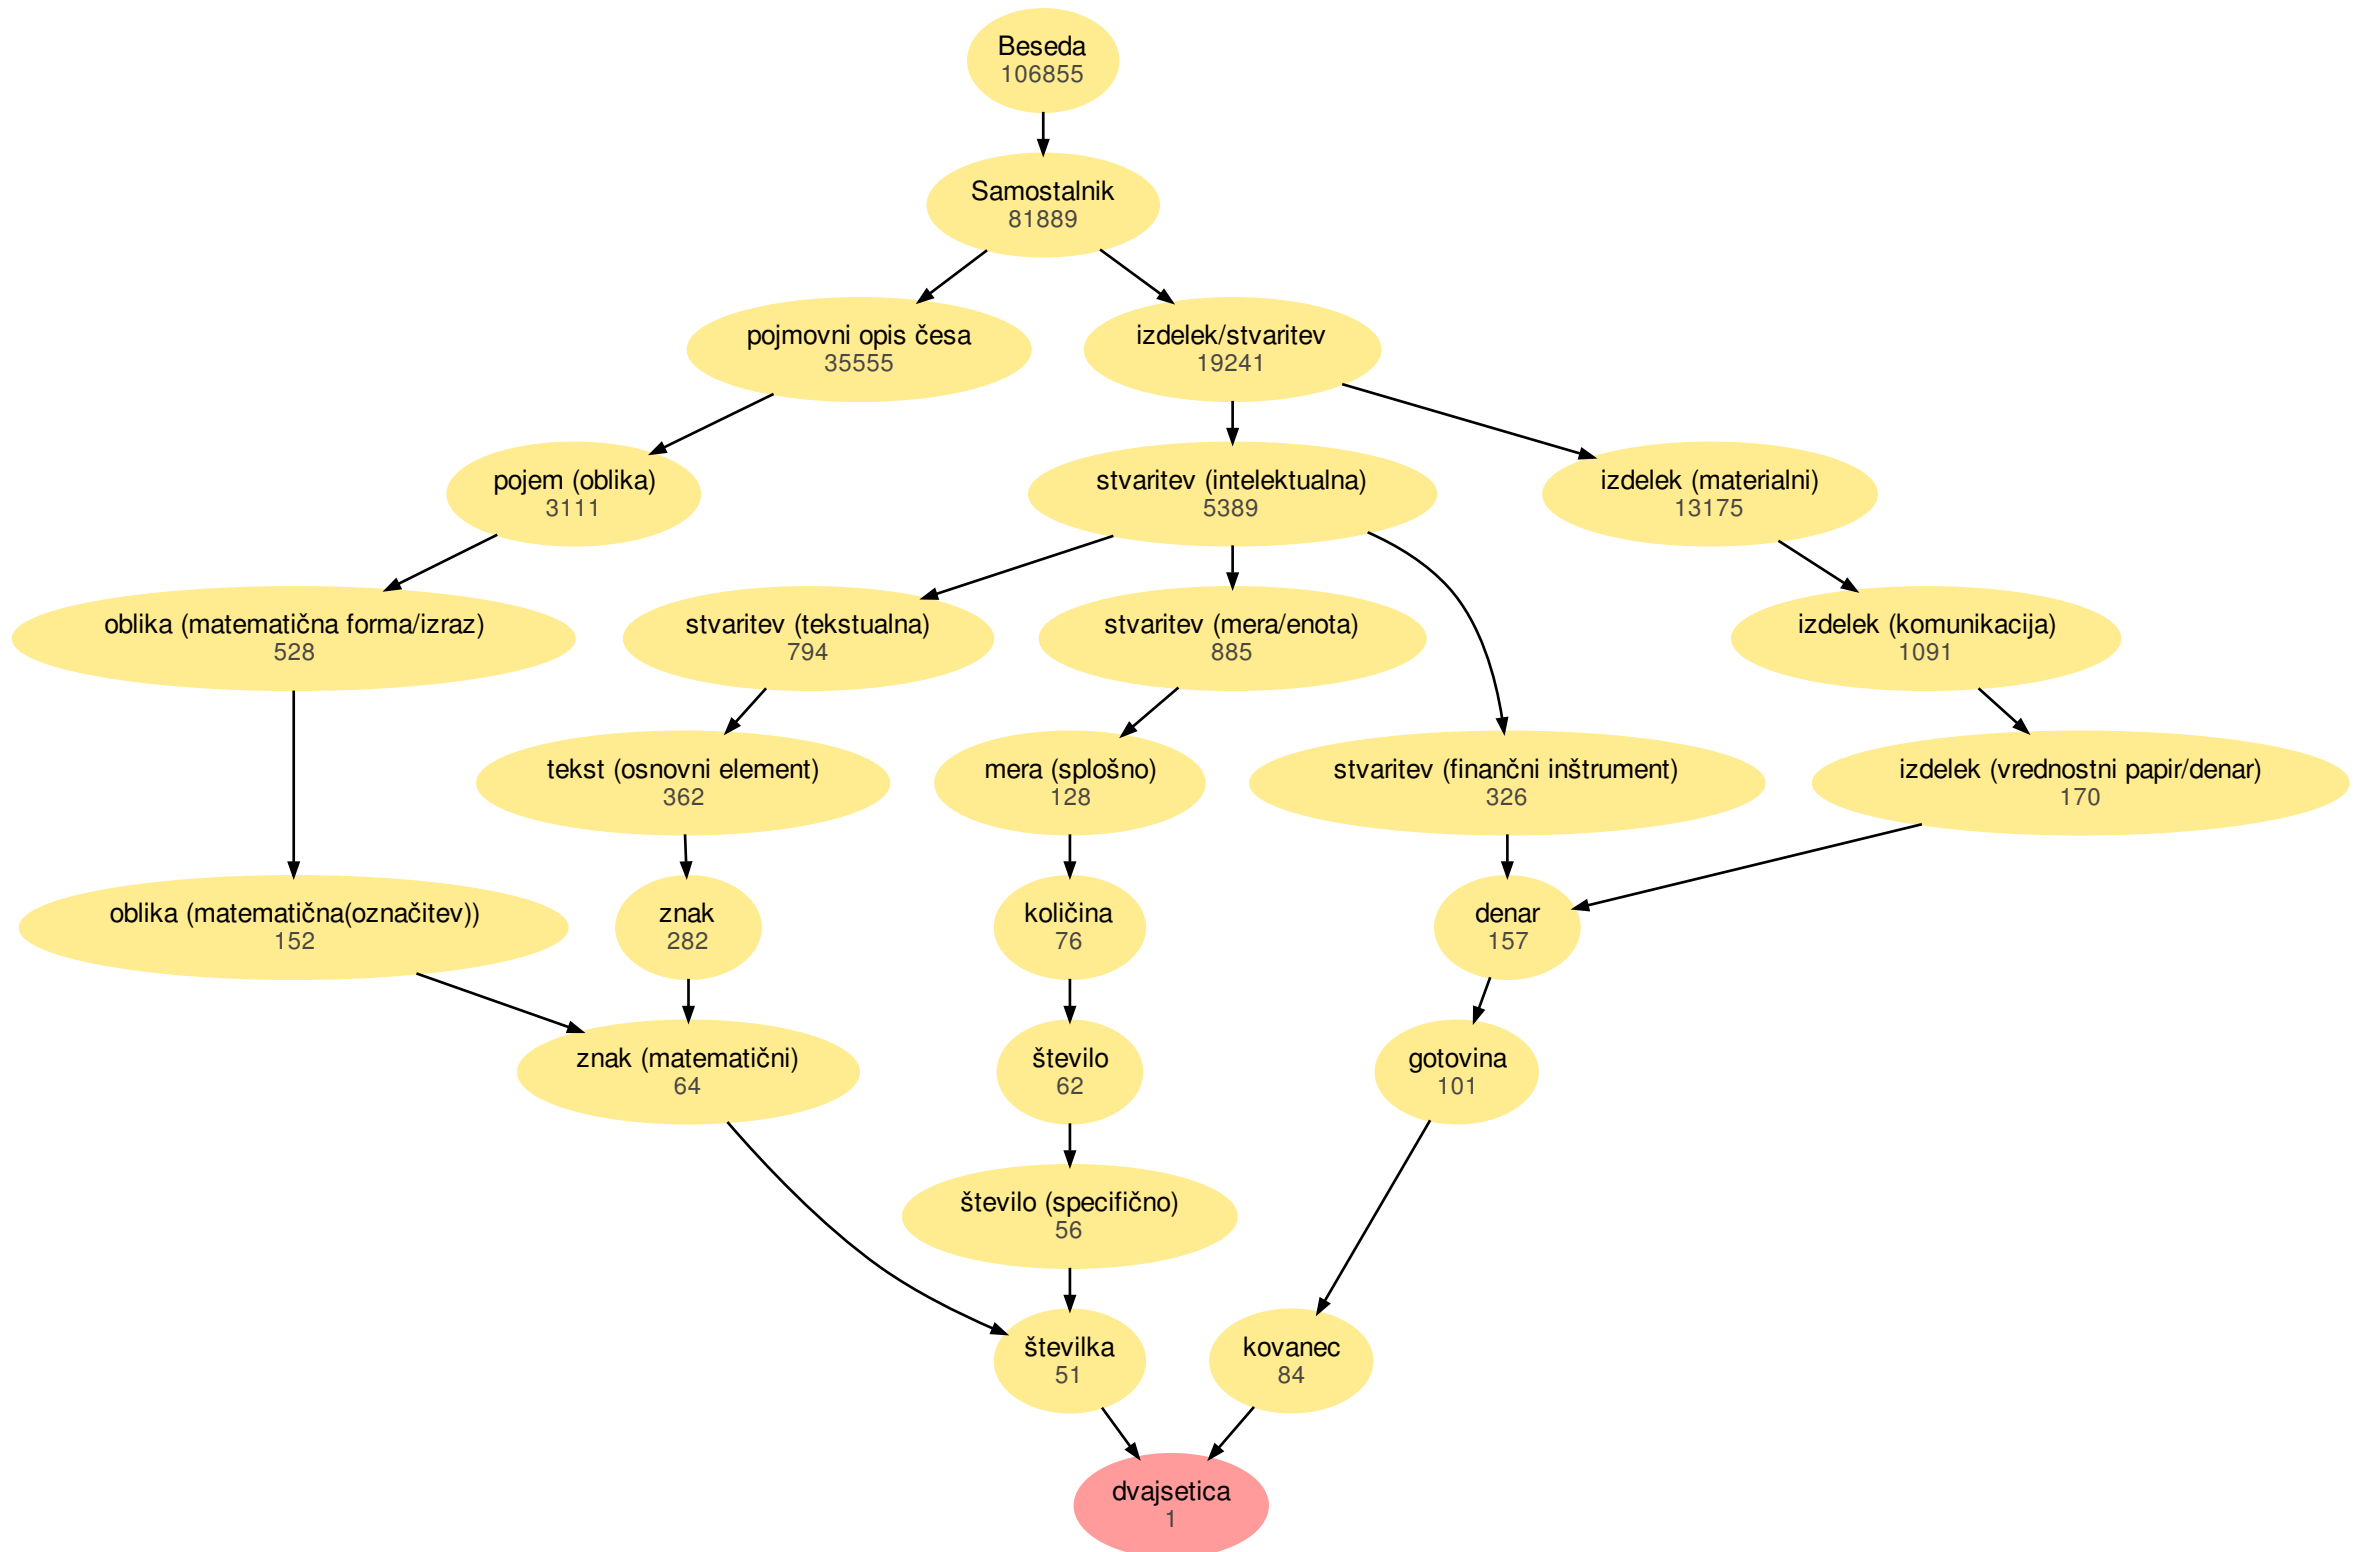 Beseda
106855
Samostalnik
81889
pojmovni opis česa
35555
izdelek/stvaritev
19241
pojem (oblika)
3111
stvaritev (intelektualna)
5389
izdelek (materialni)
13175
oblika (matematična forma/izraz)
528
stvaritev (tekstualna)
794
stvaritev (mera/enota)
885
izdelek (komunikacija)
1091
tekst (osnovni element)
362
mera (splošno)
128
stvaritev (finančni inštrument)
326
izdelek (vrednostni papir/denar)
170
oblika (matematična(označitev))
152
znak
282
količina
76
denar
157
znak (matematični)
64
število
62
gotovina
101
število (specifično)
56
številka
51
kovanec
84
dvajsetica
1